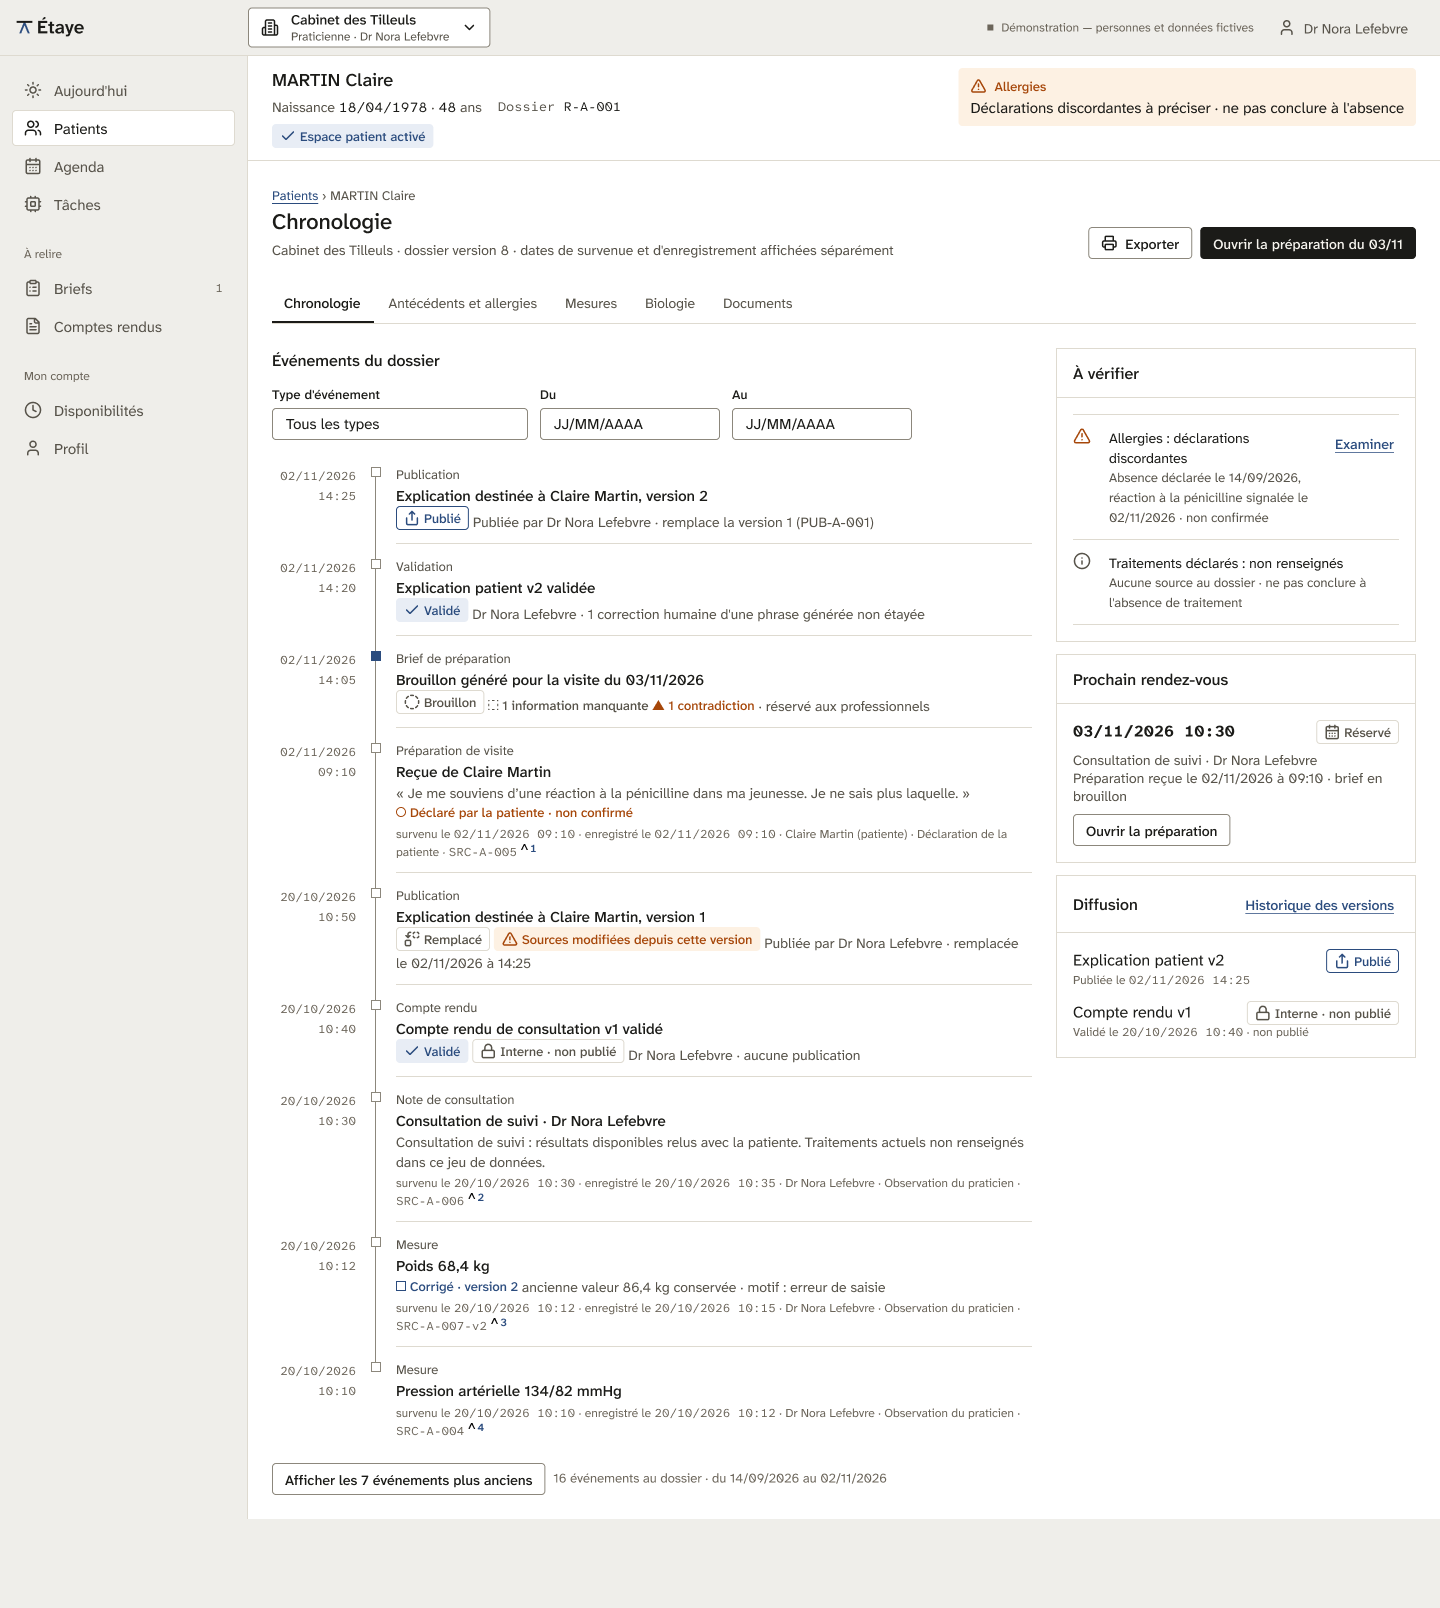 Étaye
Cabinet des Tilleuls
Praticienne · Dr Nora Lefebvre
Démonstration — personnes et données fictives
Dr Nora Lefebvre
Aujourd'hui
Patients
Agenda
Tâches
À relire
Briefs 1
Comptes rendus
Mon compte
Disponibilités
Profil
MARTIN Claire
Naissance 18/04/1978 · 48 ans Dossier R-A-001
Espace patient activé
Allergies
Déclarations discordantes à préciser · ne pas conclure à l'absence
Patients › MARTIN Claire
Chronologie
Cabinet des Tilleuls · dossier version 8 · dates de survenue et d'enregistrement affichées séparément
Exporter
Ouvrir la préparation du 03/11
Chronologie Antécédents et allergies Mesures Biologie Documents
Événements du dossier
Type d'événement Du Au
Tous les types JJ/MM/AAAA JJ/MM/AAAA
02/11/2026
14:25
Publication
Explication destinée à Claire Martin, version 2
Publié Publiée par Dr Nora Lefebvre · remplace la version 1 (PUB-A-001)
02/11/2026
14:20
Validation
Explication patient v2 validée
Validé Dr Nora Lefebvre · 1 correction humaine d'une phrase générée non étayée
02/11/2026
14:05
Brief de préparation
Brouillon généré pour la visite du 03/11/2026
Brouillon 1 information manquante 1 contradiction · réservé aux professionnels
02/11/2026
09:10
Préparation de visite
Reçue de Claire Martin
« Je me souviens d'une réaction à la pénicilline dans ma jeunesse. Je ne sais plus laquelle. »
Déclaré par la patiente · non confirmé
survenu le 02/11/2026 09:10 · enregistré le 02/11/2026 09:10 · Claire Martin (patiente) · Déclaration de la
patiente · SRC-A-005 ^1
20/10/2026
10:50
Publication
Explication destinée à Claire Martin, version 1
Remplacé Sources modifiées depuis cette version Publiée par Dr Nora Lefebvre · remplacée
le 02/11/2026 à 14:25
20/10/2026
10:40
Compte rendu
Compte rendu de consultation v1 validé
Validé Interne · non publié Dr Nora Lefebvre · aucune publication
20/10/2026
10:30
Note de consultation
Consultation de suivi · Dr Nora Lefebvre
Consultation de suivi : résultats disponibles relus avec la patiente. Traitements actuels non renseignés
dans ce jeu de données.
survenu le 20/10/2026 10:30 · enregistré le 20/10/2026 10:35 · Dr Nora Lefebvre · Observation du praticien ·
SRC-A-006 ^2
20/10/2026
10:12
Mesure
Poids 68,4 kg
Corrigé · version 2 ancienne valeur 86,4 kg conservée · motif : erreur de saisie
survenu le 20/10/2026 10:12 · enregistré le 20/10/2026 10:15 · Dr Nora Lefebvre · Observation du praticien ·
SRC-A-007-v2 ^3
20/10/2026
10:10
Mesure
Pression artérielle 134/82 mmHg
survenu le 20/10/2026 10:10 · enregistré le 20/10/2026 10:12 · Dr Nora Lefebvre · Observation du praticien ·
SRC-A-004 ^4
Afficher les 7 événements plus anciens 16 événements au dossier · du 14/09/2026 au 02/11/2026
À vérifier
Allergies : déclarations
discordantes
Examiner
Absence déclarée le 14/09/2026,
réaction à la pénicilline signalée le
02/11/2026 · non confirmée
Traitements déclarés : non renseignés
Aucune source au dossier · ne pas conclure à
l'absence de traitement
Prochain rendez-vous
03/11/2026 10:30 Réservé
Consultation de suivi · Dr Nora Lefebvre
Préparation reçue le 02/11/2026 à 09:10 · brief en
brouillon
Ouvrir la préparation
Diffusion Historique des versions
Explication patient v2 Publié
Publiée le 02/11/2026 14:25
Compte rendu v1 Interne · non publié
Validé le 20/10/2026 10:40 · non publié